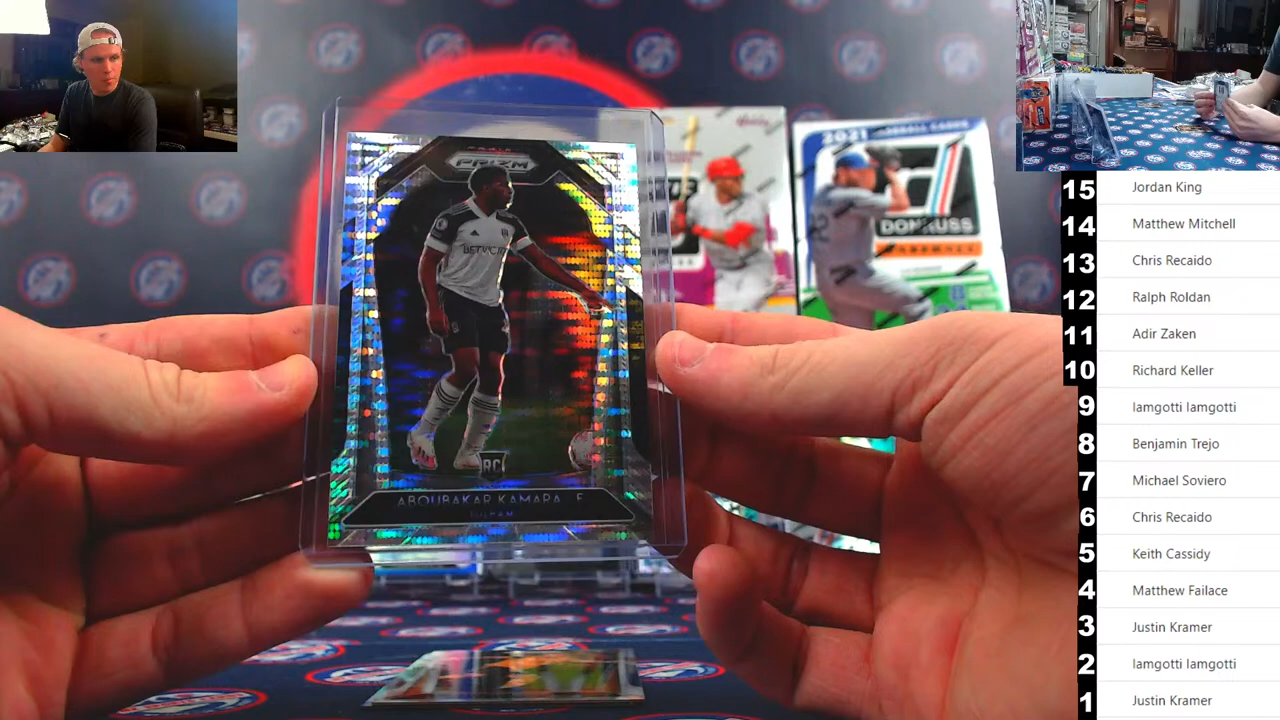 PRIZM
BETVICTOR
RC
ABOUBAKAR KAMARA F
FULHAM
2021
DONRUSS
BASEBALL
15 Jordan King
14 Matthew Mitchell
13 Chris Recaido
12 Ralph Roldan
11 Adir Zaken
10 Richard Keller
9 Iamgotti Iamgotti
8 Benjamin Trejo
7 Michael Soviero
6 Chris Recaido
5 Keith Cassidy
4 Matthew Failace
3 Justin Kramer
2 Iamgotti Iamgotti
1 Justin Kramer